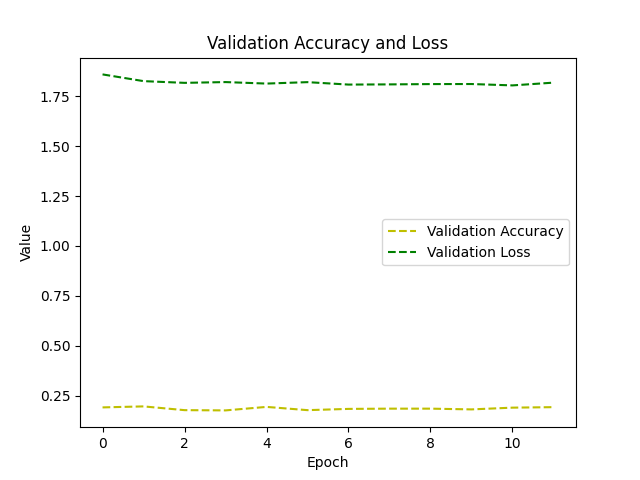 Validation Accuracy and Loss
1.75
1.50
1.25
1.00
0.75
0.50
0.25
Value
Validation Accuracy
Validation Loss
0 2 4 6 8 10
Epoch